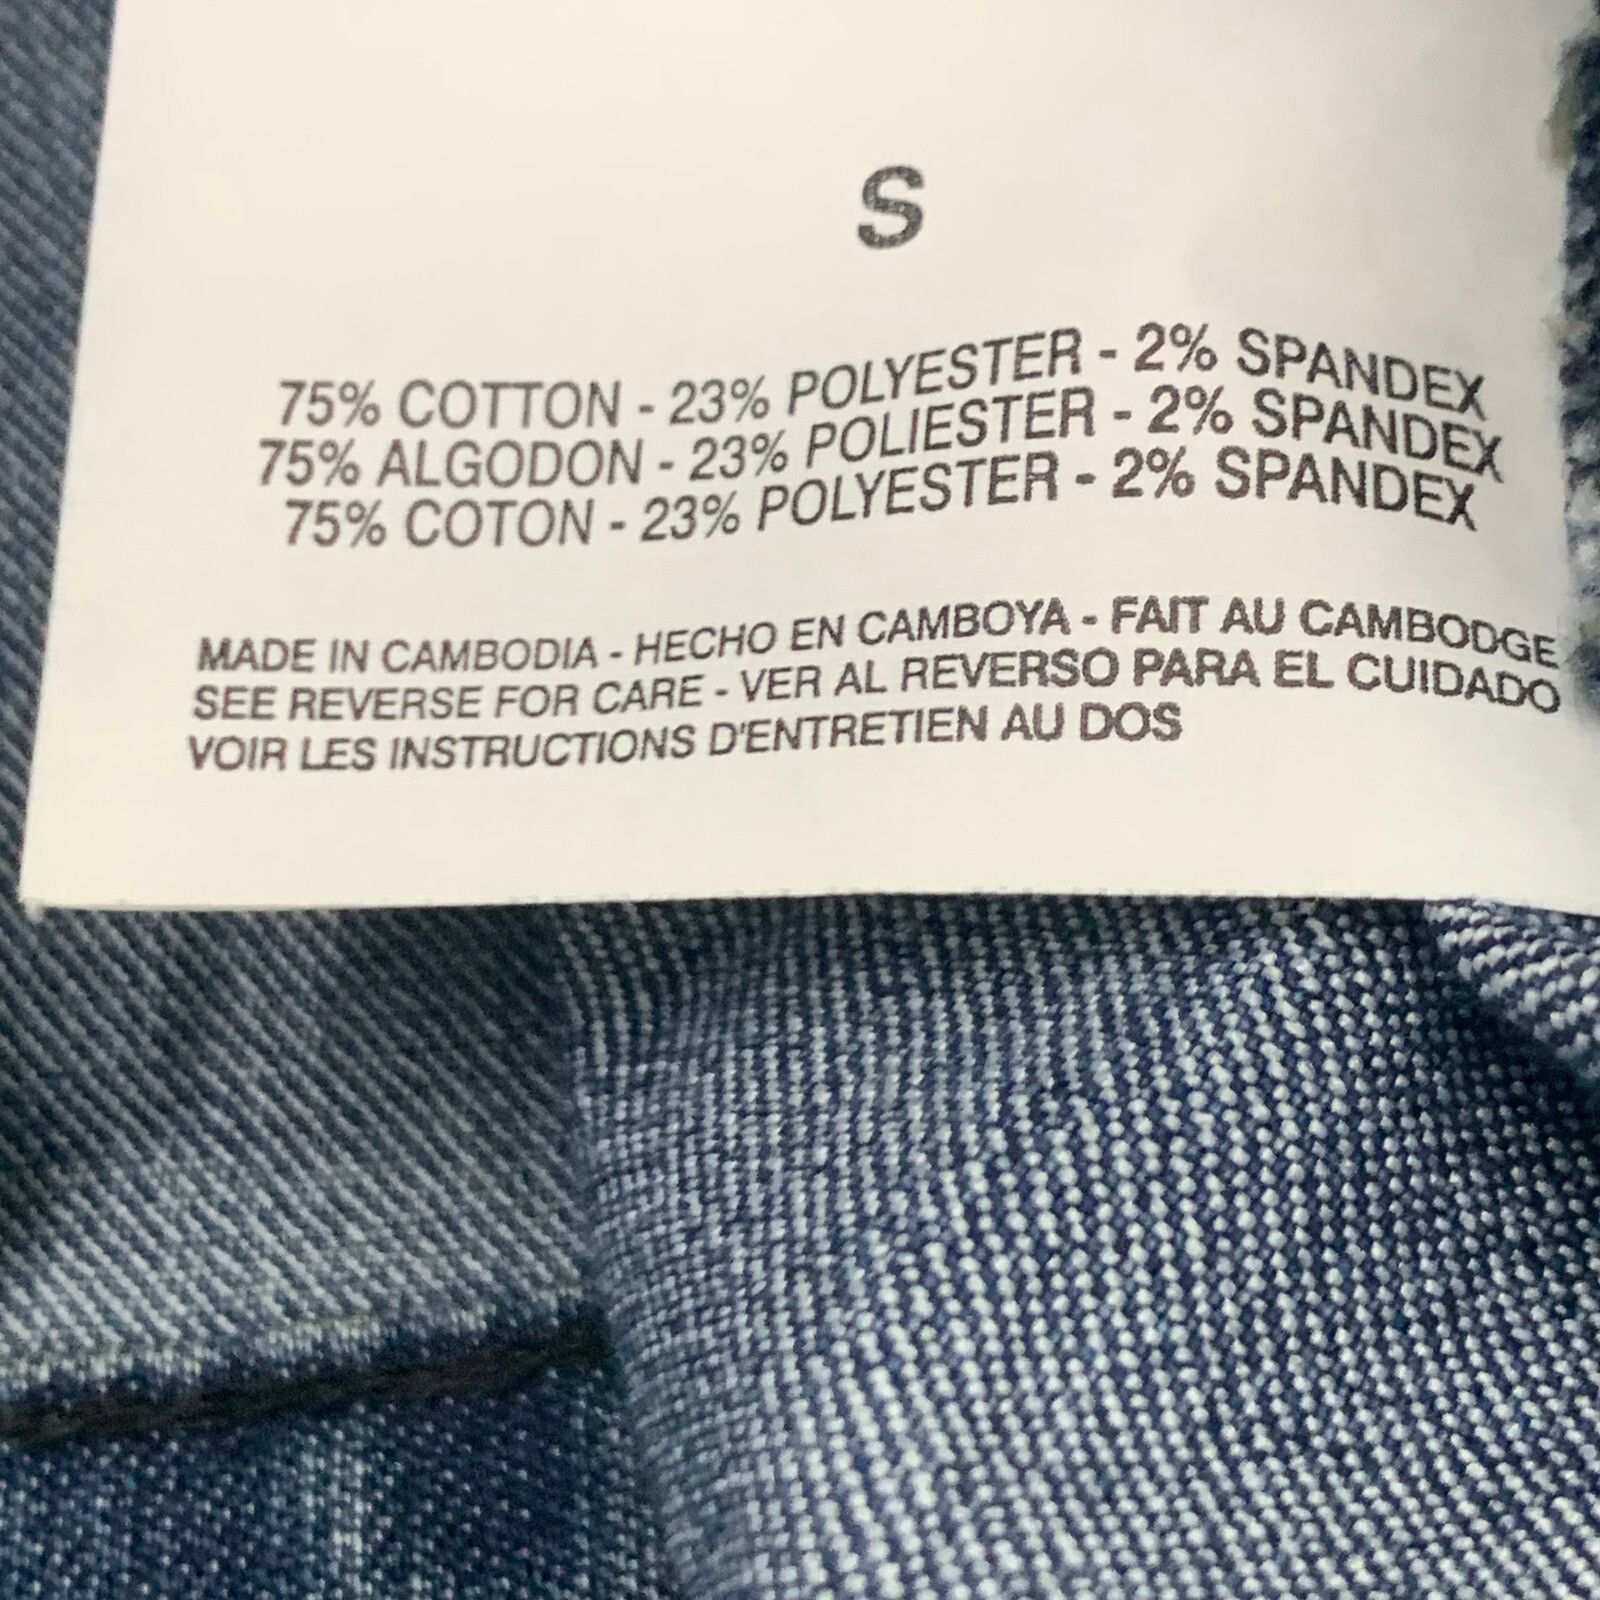 S
75% COTTON - 23% POLYESTER - 2% SPANDEX
75% ALGODON - 23% POLIESTER - 2% SPANDEX
75% COTON - 23% POLYESTER - 2% SPANDEX
MADE IN CAMBODIA - HECHO EN CAMBOYA - FAIT AU CAMBODGE
SEE REVERSE FOR CARE - VER AL REVERSO PARA EL CUIDADO
VOIR LES INSTRUCTIONS D'ENTRETIEN AU DOS